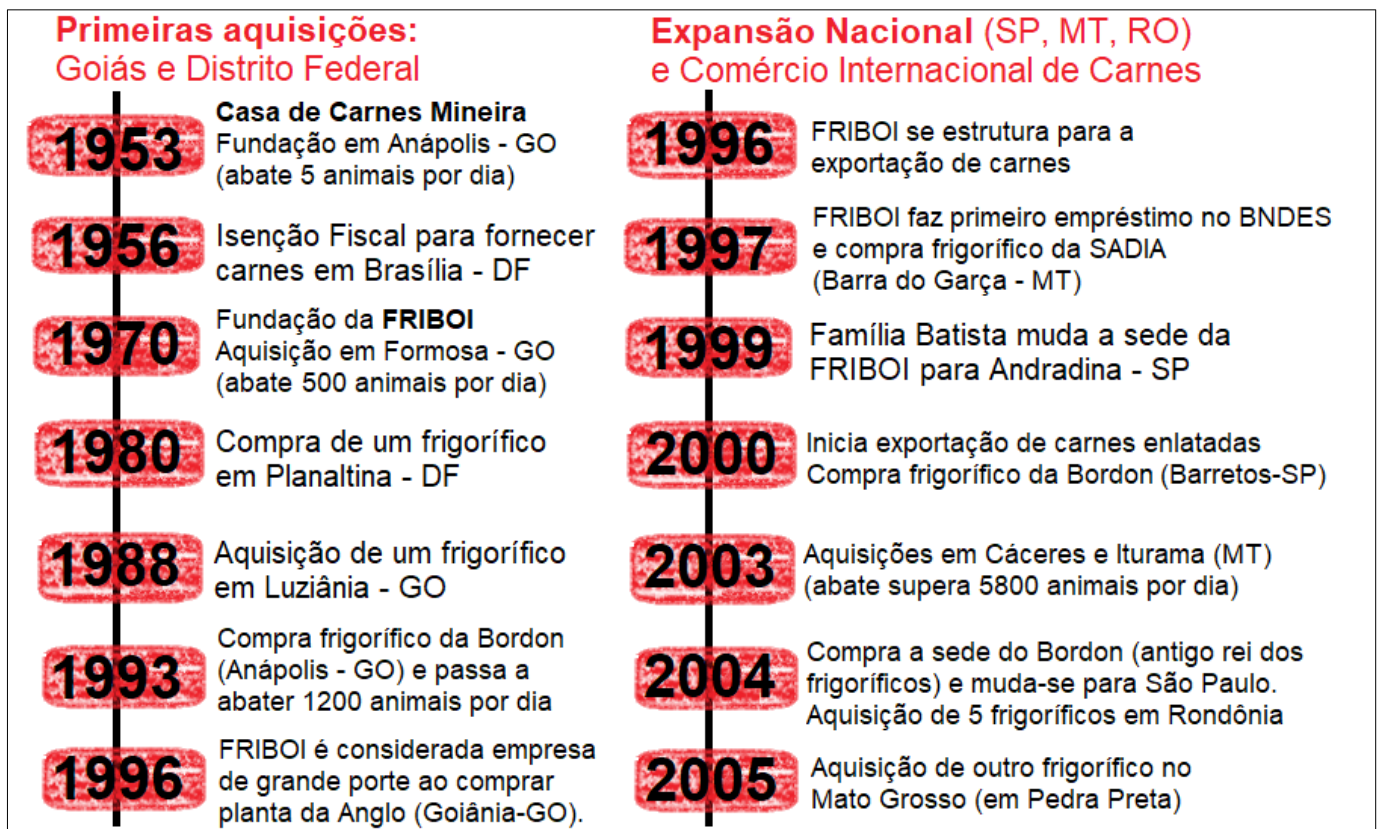 Primeiras aquisições:
Goiás e Distrito Federal
1953
Casa de Carnes Mineira
Fundação em Anápolis - GO
(abate 5 animais por dia)
1956
Isenção Fiscal para fornecer
carnes em Brasília - DF
1970
Fundação da FRIBOI
Aquisição em Formosa - GO
(abate 500 animais por dia)
1980
Compra de um frigorífico
em Planaltina - DF
1988
Aquisição de um frigorífico
em Luziânia - GO
1993
Compra frigorífico da Bordon
(Anápolis - GO) e passa a
abater 1200 animais por dia
1996
FRIBOI é considerada empresa
de grande porte ao comprar
planta da Anglo (Goiânia-GO).
Expansão Nacional (SP, MT, RO)
e Comércio Internacional de Carnes
1996
FRIBOI se estrutura para a
exportação de carnes
1997
FRIBOI faz primeiro empréstimo no BNDES
e compra frigorífico da SADIA
(Barra do Garça - MT)
1999
Família Batista muda a sede da
FRIBOI para Andradina - SP
2000
Inicia exportação de carnes enlatadas
Compra frigorífico da Bordon (Barretos-SP)
2003
Aquisições em Cáceres e Iturama (MT)
(abate supera 5800 animais por dia)
2004
Compra a sede do Bordon (antigo rei dos
frigoríficos) e muda-se para São Paulo.
Aquisição de 5 frigoríficos em Rondônia
2005
Aquisição de outro frigorífico no
Mato Grosso (em Pedra Preta)